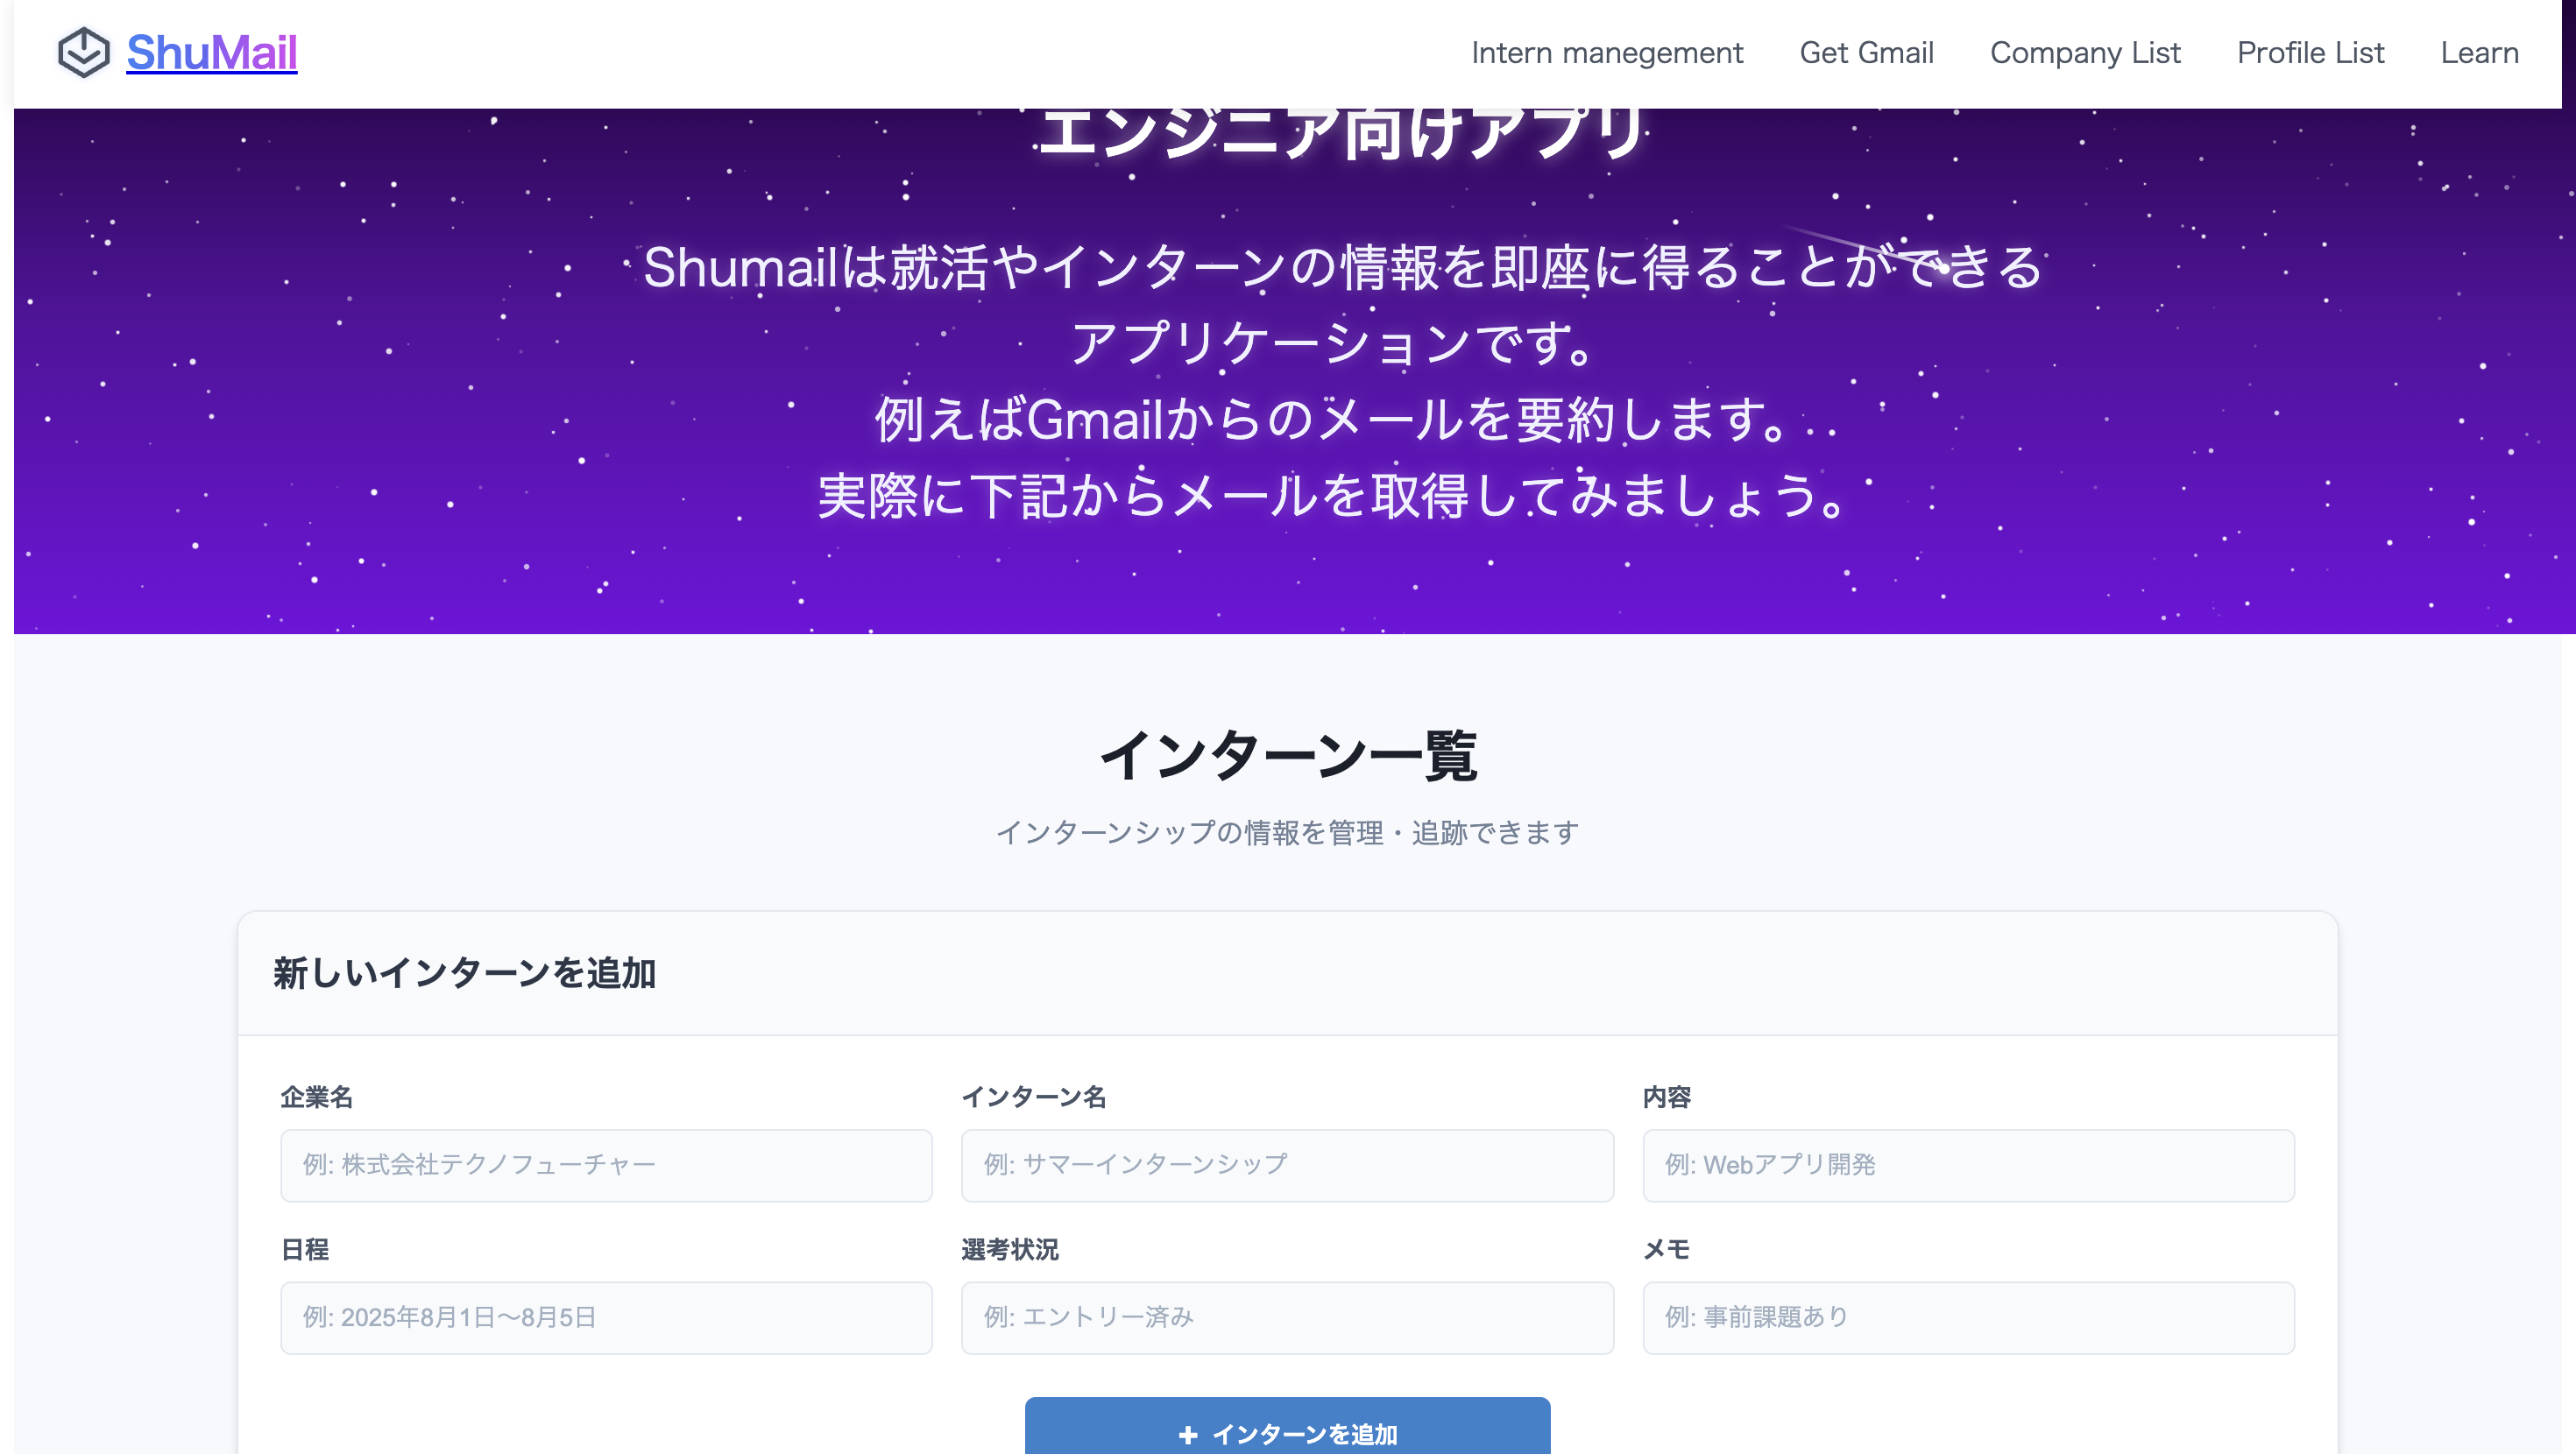 ShuMail
Intern manegement
Get Gmail
Company List
Profile List
Learn
エンジニア向けアプリ
Shumailは就活やインターンの情報を即座に得ることができる
アプリケーションです。
例えばGmailからのメールを要約します。
実際に下記からメールを取得してみましょう。
インターン一覧
インターンシップの情報を管理・追跡できます
新しいインターンを追加
企業名
インターン名
内容
例: 株式会社テクノフューチャー
例: サマーインターンシップ
例: Webアプリ開発
日程
選考状況
メモ
例: 2025年8月1日〜8月5日
例: エントリー済み
例: 事前課題あり
+ インターンを追加